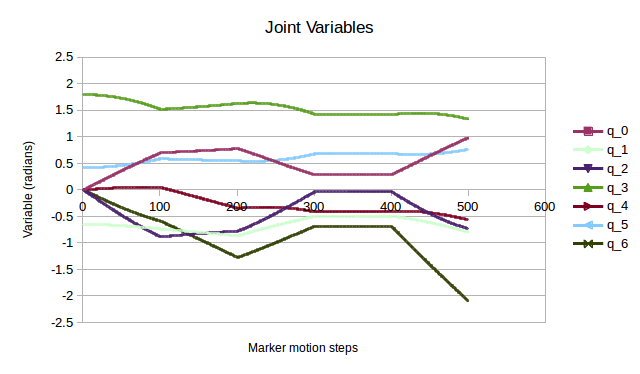 Joint Variables
2.5
2
1.5
1
0.5
0
-0.5
-1
-1.5
-2
-2.5
0 100 200 300 400 500 600
Variable (radians)
Marker motion steps
q_0
q_1
q_2
q_3
q_4
q_5
q_6